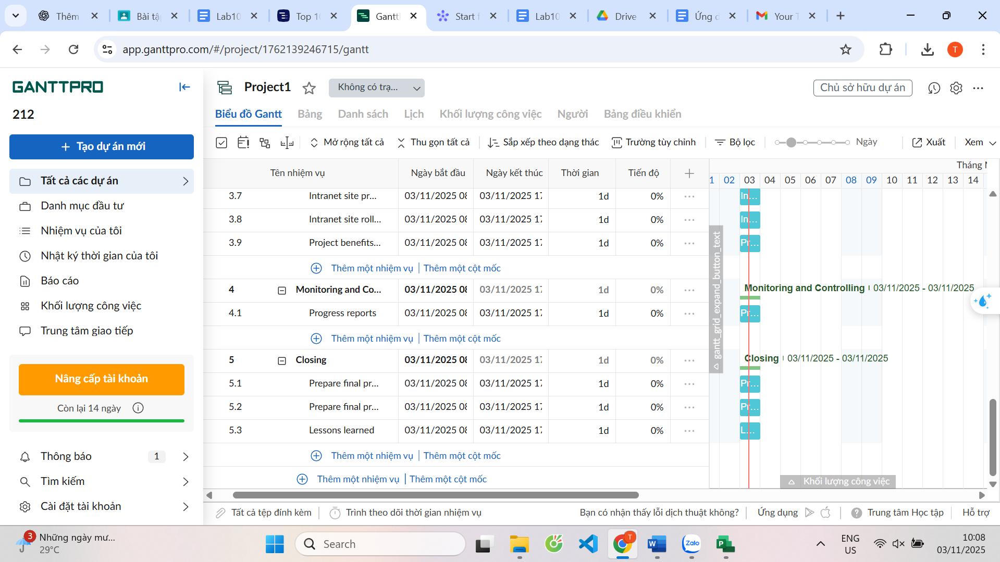 Thêm
Bài tậ
Lab10
Top 10
Gantt
Start f
Lab10
Drive
Ứng d
Your T
app.ganttpro.com/#/project/1762139246715/gantt
T
GANTTPRO
212
Tạo dự án mới
Tất cả các dự án
Danh mục đầu tư
Nhiệm vụ của tôi
Nhật ký thời gian của tôi
Báo cáo
Khối lượng công việc
Trung tâm giao tiếp
Nâng cấp tài khoản
Còn lại 14 ngày
Thông báo 1
Tìm kiếm
Cài đặt tài khoản
Project1
Không có trạ...
Chủ sở hữu dự án
Biểu đồ Gantt Bảng Danh sách Lịch Khối lượng công việc Người Bảng điều khiển
Mở rộng tất cả Thu gọn tất cả Sắp xếp theo dạng thác Trường tùy chỉnh Bộ lọc Ngày Xuất Xem
Tên nhiệm vụ Ngày bắt đầu Ngày kết thúc Thời gian Tiến độ
Tháng
1 02 03 04 05 06 07 08 09 10 11 12 13 14
3.7 Intranet site pr... 03/11/2025 08 03/11/2025 17 1d 0% ... In...
3.8 Intranet site roll... 03/11/2025 08 03/11/2025 17 1d 0% ... In...
3.9 Project benefits... 03/11/2025 08 03/11/2025 17 1d 0% ... Pr...
Thêm một nhiệm vụ | Thêm một cột mốc
4 Monitoring and Co... 03/11/2025 08 03/11/2025 17 1d 0% ... Monitoring and Controlling 03/11/2025 - 03/11/2025
4.1 Progress reports 03/11/2025 08 03/11/2025 17 1d 0% ... Pr...
Thêm một nhiệm vụ | Thêm một cột mốc
5 Closing 03/11/2025 08 03/11/2025 17 1d 0% ... Closing 03/11/2025 - 03/11/2025
5.1 Prepare final pr... 03/11/2025 08 03/11/2025 17 1d 0% ... Pr...
5.2 Prepare final pr... 03/11/2025 08 03/11/2025 17 1d 0% ... Pr...
5.3 Lessons learned 03/11/2025 08 03/11/2025 17 1d 0% ... L...
Thêm một nhiệm vụ | Thêm một cột mốc
Thêm một nhiệm vụ | Thêm một cột mốc
gantt_grid_expand_button_text
Khối lượng công việc
Tất cả tệp đính kèm Trình theo dõi thời gian nhiệm vụ Bạn có nhận thấy lỗi dịch thuật không? Ứng dụng Trung tâm Học tập Hỗ trợ
3
Những ngày mư...
29°C
Search
T
Zalo
ENG
US
10:08
03/11/2025